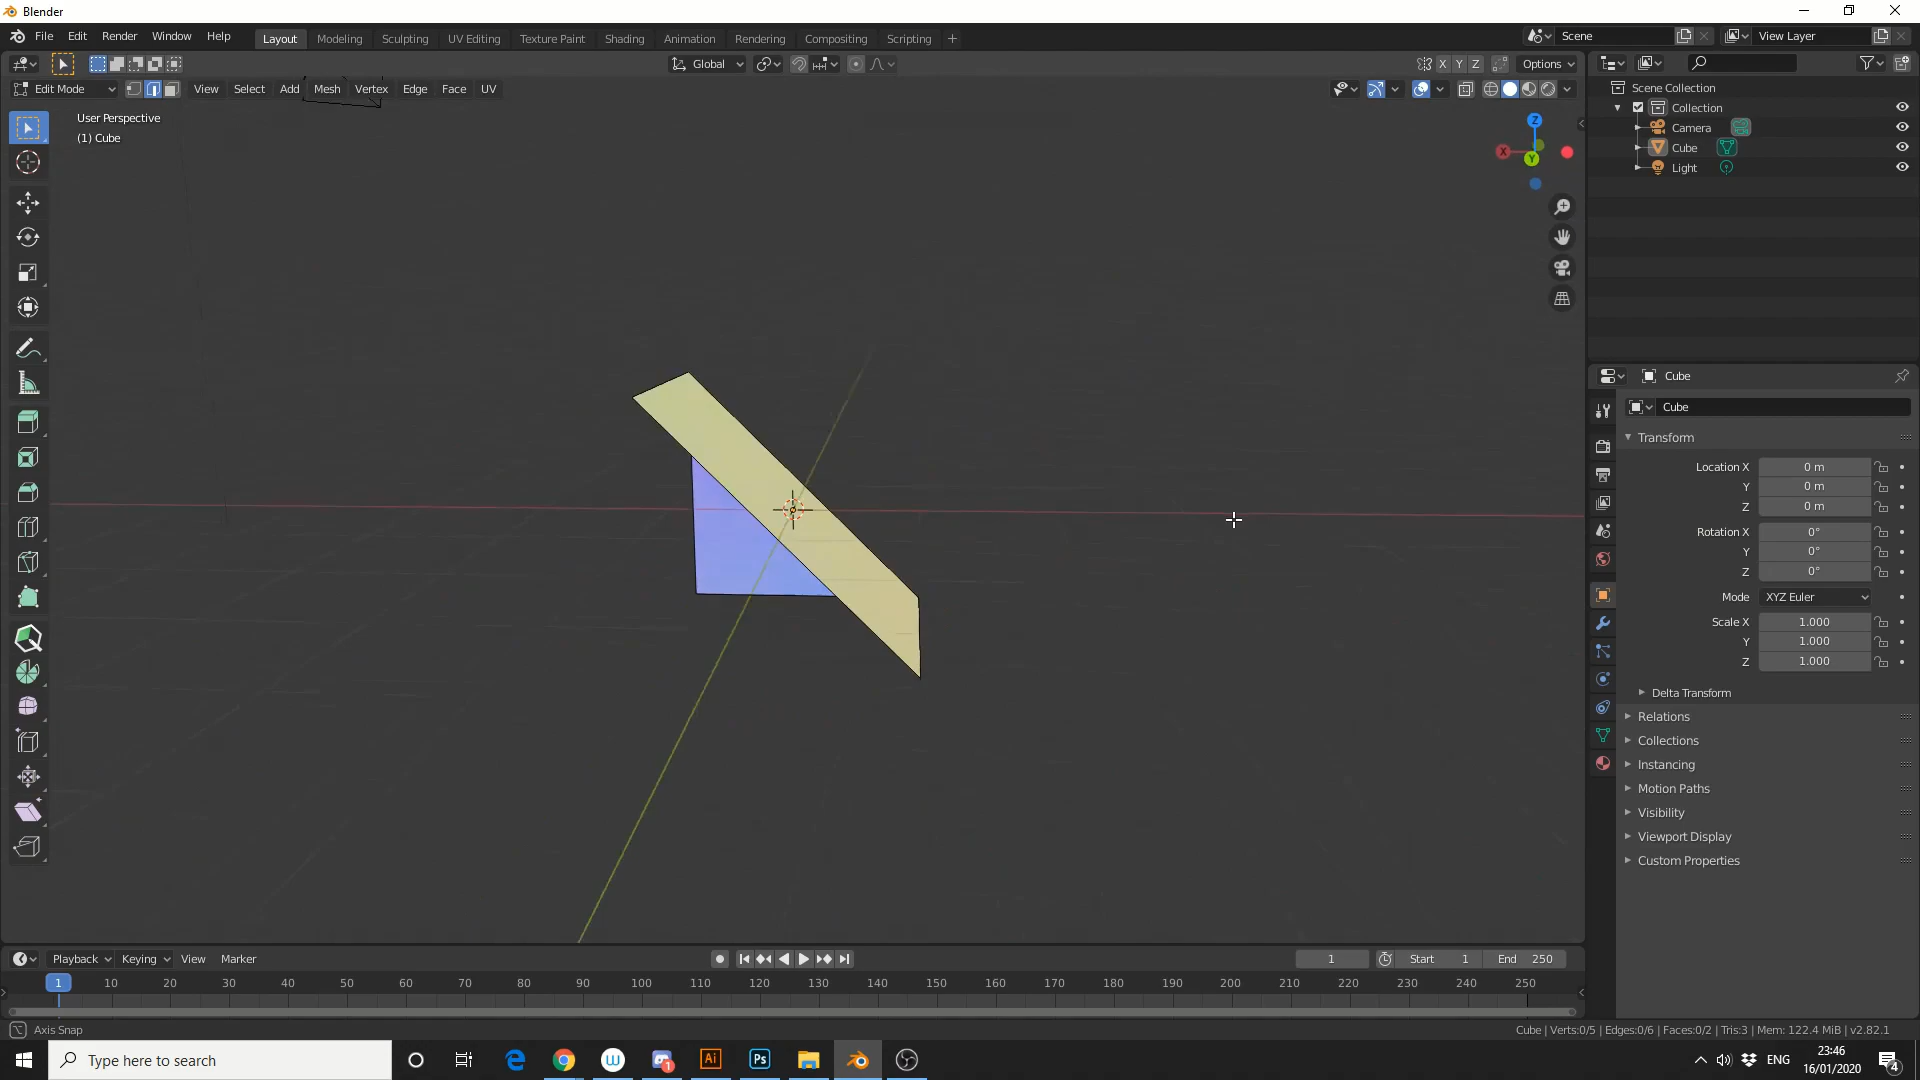 Blender
File Edit Render Window Help
Layout Modeling Sculpting UV Editing Texture Paint Shading Animation Rendering Compositing Scripting +
Scene
View Layer
Global
X Y Z Options
Edit Mode
View Select Add Mesh Vertex Edge Face UV
User Perspective
(1) Cube
Z
X
Y
Scene Collection
Collection
Camera
Cube
Light
Cube
Cube
Transform
Location X 0 m
Y 0 m
Z 0 m
Rotation X 0°
Y 0°
Z 0°
Mode XYZ Euler
Scale X 1.000
Y 1.000
Z 1.000
Delta Transform
Relations
Collections
Instancing
Motion Paths
Visibility
Viewport Display
Custom Properties
Playback Keying View Marker
1 Start 1 End 250
1 10 20 30 40 50 60 70 80 90 100 110 120 130 140 150 160 170 180 190 200 210 220 230 240 250
Axis Snap
Cube | Verts:0/5 | Edges:0/6 | Faces:0/2 | Tris:3 | Mem: 122.4 MiB | v2.82.1
Type here to search
W
1
Ai
Ps
ENG
23:46
16/01/2020
4